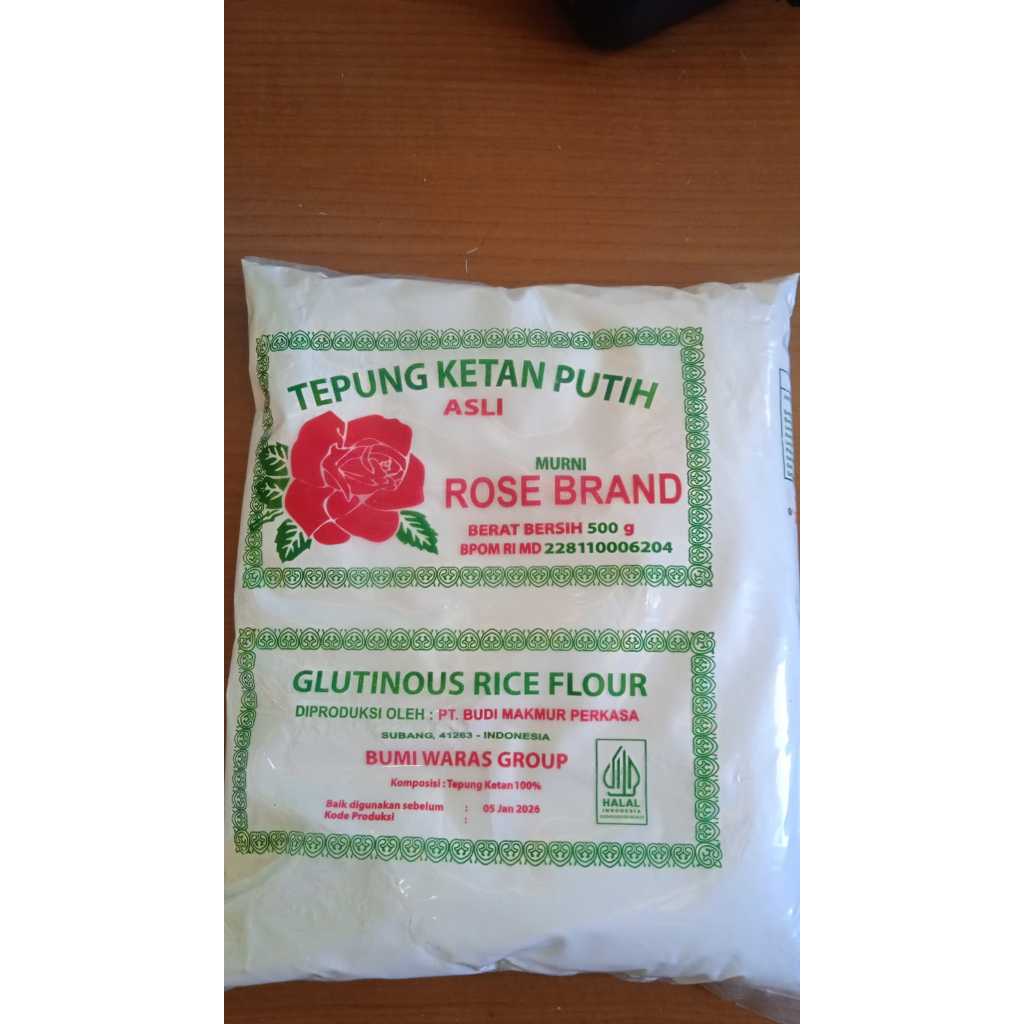 TEPUNG KETAN PUTIH
ASLI
MURNI
ROSE BRAND
BERAT BERSIH 500 g
BPOM RI MD 228110006204
GLUTINOUS RICE FLOUR
DIPRODUKSI OLEH : PT. BUDI MAKMUR PERKASA
SUBANG, 41263 - INDONESIA
BUMI WARAS GROUP
Komposisi : Tepung Ketan 100%
Baik digunakan sebelum : 05 Jan 2026
Kode Produksi :
HALAL
INDONESIA